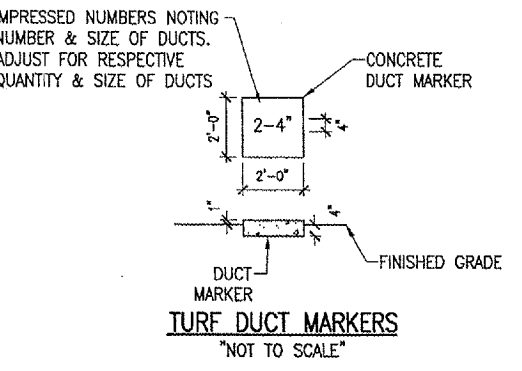 IMPRESSED NUMBERS NOTING
NUMBER & SIZE OF DUCTS.
ADJUST FOR RESPECTIVE
QUANTITY & SIZE OF DUCTS
CONCRETE
DUCT MARKER
2'-0"
2-4"
4"
2'-0"
1"
4"
FINISHED GRADE
DUCT
MARKER
TURF DUCT MARKERS
"NOT TO SCALE"